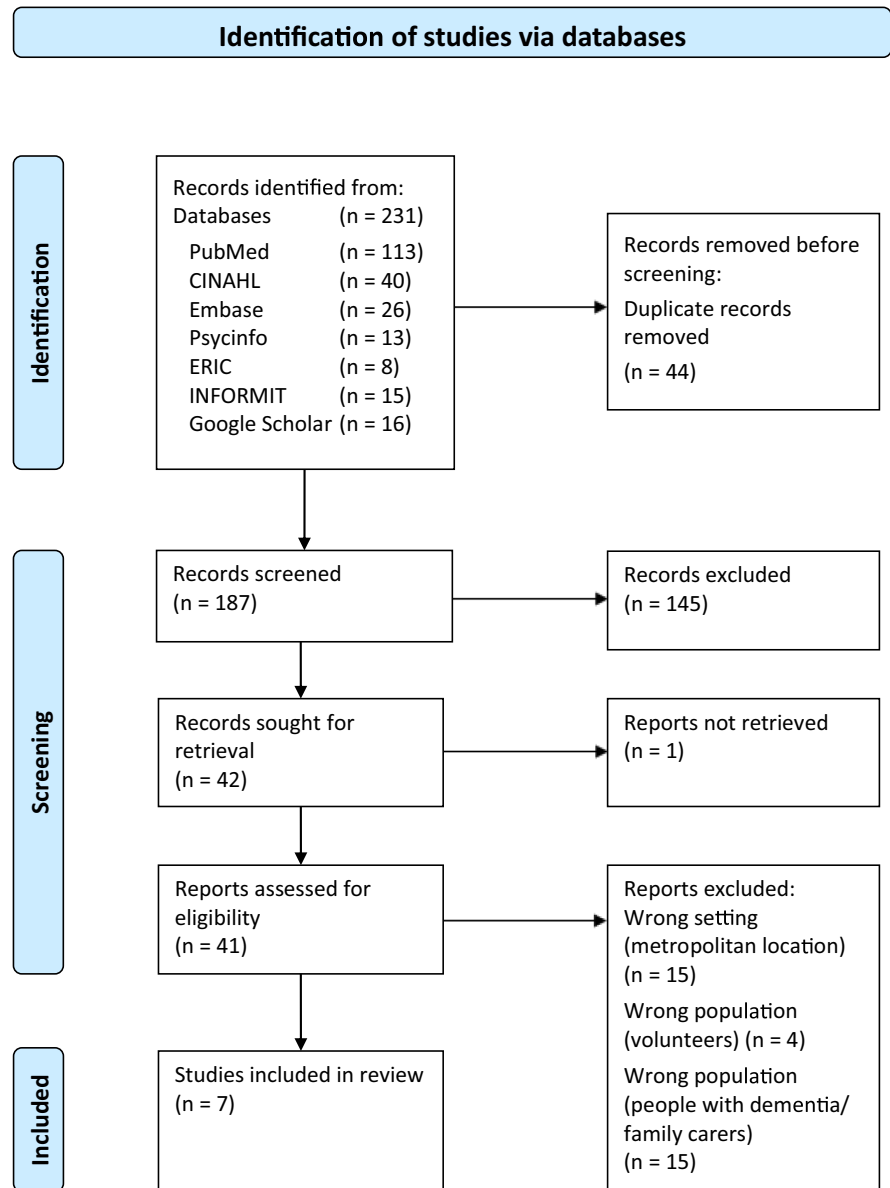 Identification of studies via databases
Identification
Records identified from:
Databases (n = 231)
PubMed (n = 113)
CINAHL (n = 40)
Embase (n = 26)
Psycinfo (n = 13)
ERIC (n = 8)
INFORMIT (n = 15)
Google Scholar (n = 16)
Records removed before
screening:
Duplicate records
removed
(n = 44)
Screening
Records screened
(n = 187)
Records excluded
(n = 145)
Records sought for
retrieval
(n = 42)
Reports not retrieved
(n = 1)
Reports assessed for
eligibility
(n = 41)
Reports excluded:
Wrong setting
(metropolitan location)
(n = 15)
Wrong population
(volunteers) (n = 4)
Wrong population
(people with dementia/
family carers)
(n = 15)
Included
Studies included in review
(n = 7)